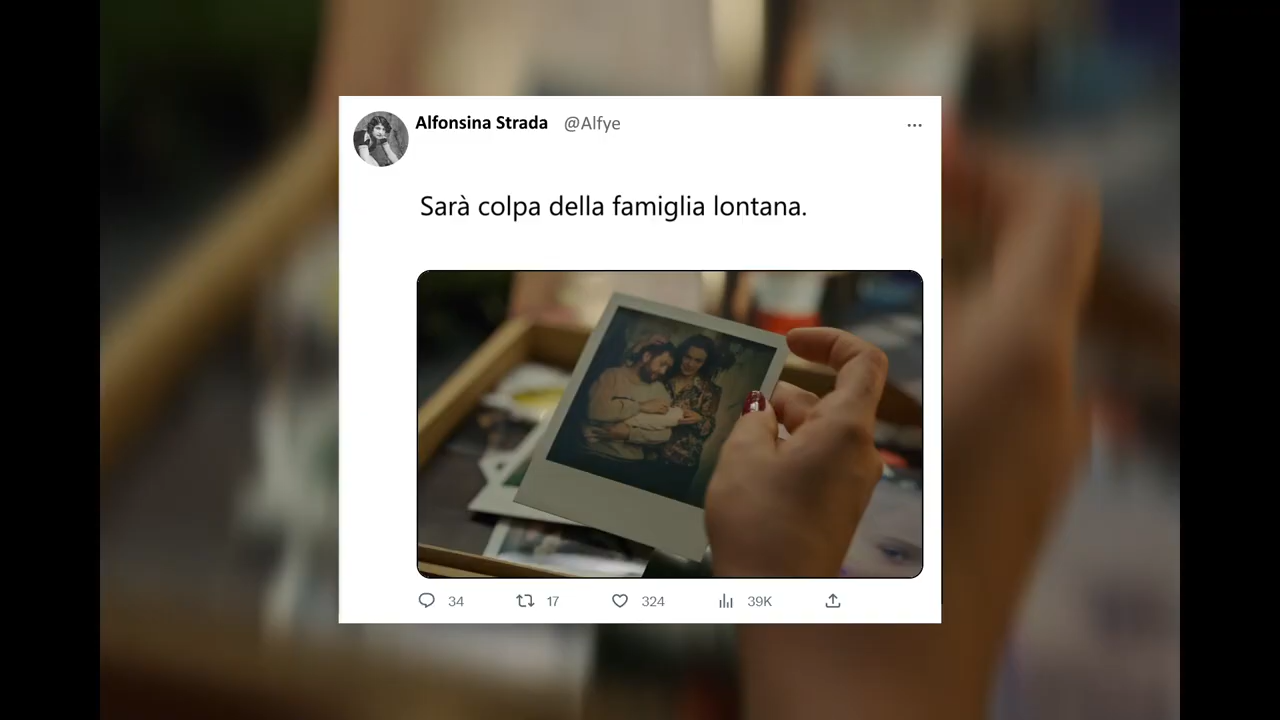 Alfonsina Strada @Alfye
Sarà colpa della famiglia lontana.
34 17 324 39K